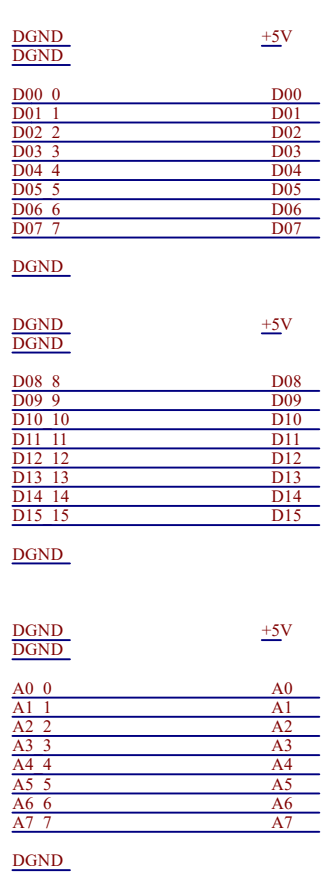 DGND +5V
DGND
D00 0 D00
D01 1 D01
D02 2 D02
D03 3 D03
D04 4 D04
D05 5 D05
D06 6 D06
D07 7 D07
DGND
DGND +5V
DGND
D08 8 D08
D09 9 D09
D10 10 D10
D11 11 D11
D12 12 D12
D13 13 D13
D14 14 D14
D15 15 D15
DGND
DGND +5V
DGND
A0 0 A0
A1 1 A1
A2 2 A2
A3 3 A3
A4 4 A4
A5 5 A5
A6 6 A6
A7 7 A7
DGND